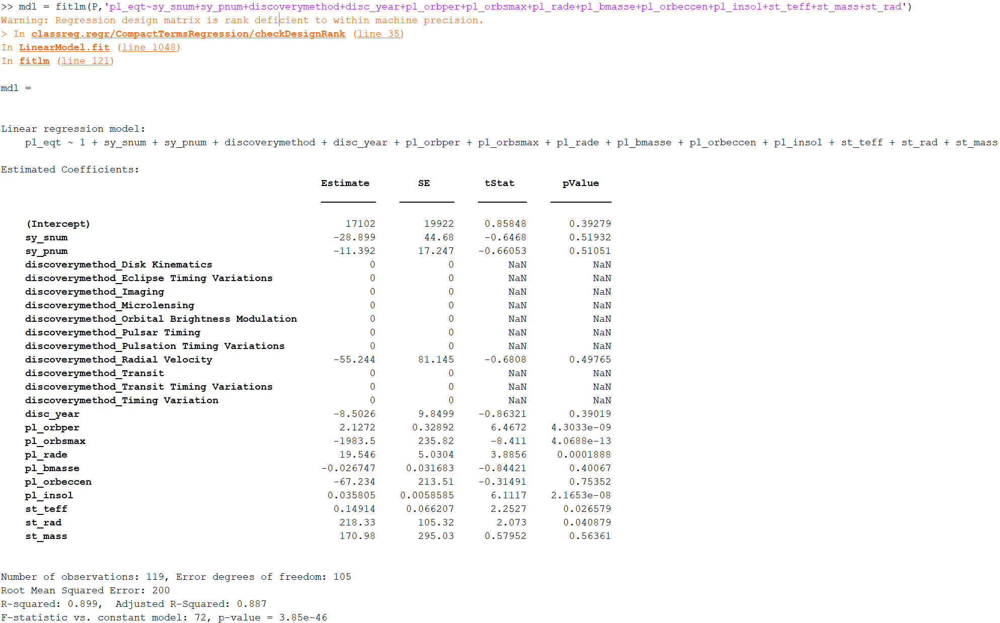 >> mdl = fitlm(P,'pl_eqt~sy_snum+sy_pnum+discoverymethod+disc_year+pl_orbper+pl_orbsmax+pl_rade+pl_bmasse+pl_orbeccen+pl_insol+st_teff+st_mass+st_rad')
Warning: Regression design matrix is rank deficient to within machine precision.
> In classreg.regr/CompactTermsRegression/checkDesignRank (line 35)
In LinearModel.fit (line 1048)
In fitlm (line 121)
mdl =
Linear regression model:
pl_eqt ~ 1 + sy_snum + sy_pnum + discoverymethod + disc_year + pl_orbper + pl_orbsmax + pl_rade + pl_bmasse + pl_orbeccen + pl_insol + st_teff + st_rad + st_mass
Estimated Coefficients:
Estimate SE tStat pValue
(Intercept) 17102 19922 0.85848 0.39279
sy_snum -28.899 44.68 -0.6468 0.51932
sy_pnum -11.392 17.247 -0.66053 0.51051
discoverymethod_Disk Kinematics 0 0 NaN NaN
discoverymethod_Eclipse Timing Variations 0 0 NaN NaN
discoverymethod_Imaging 0 0 NaN NaN
discoverymethod_Microlensing 0 0 NaN NaN
discoverymethod_Orbital Brightness Modulation 0 0 NaN NaN
discoverymethod_Pulsar Timing 0 0 NaN NaN
discoverymethod_Pulsation Timing Variations 0 0 NaN NaN
discoverymethod_Radial Velocity -55.244 81.145 -0.6808 0.49765
discoverymethod_Transit 0 0 NaN NaN
discoverymethod_Transit Timing Variations 0 0 NaN NaN
discoverymethod_Timing Variation 0 0 NaN NaN
disc_year -8.5026 9.8499 -0.86321 0.39019
pl_orbper 2.1272 0.32892 6.4672 4.3033e-09
pl_orbsmax -1983.5 235.82 -8.411 4.0688e-13
pl_rade 19.546 5.0304 3.8856 0.0001888
pl_bmasse -0.026747 0.031683 -0.84421 0.40067
pl_orbeccen -67.234 213.51 -0.31491 0.75352
pl_insol 0.035805 0.0058585 6.1117 2.1653e-08
st_teff 0.14914 0.066207 2.2527 0.026579
st_rad 218.33 105.32 2.073 0.040879
st_mass 170.98 295.03 0.57952 0.56361
Number of observations: 119, Error degrees of freedom: 105
Root Mean Squared Error: 200
R-squared: 0.899, Adjusted R-Squared: 0.887
F-statistic vs. constant model: 72, p-value = 3.85e-46